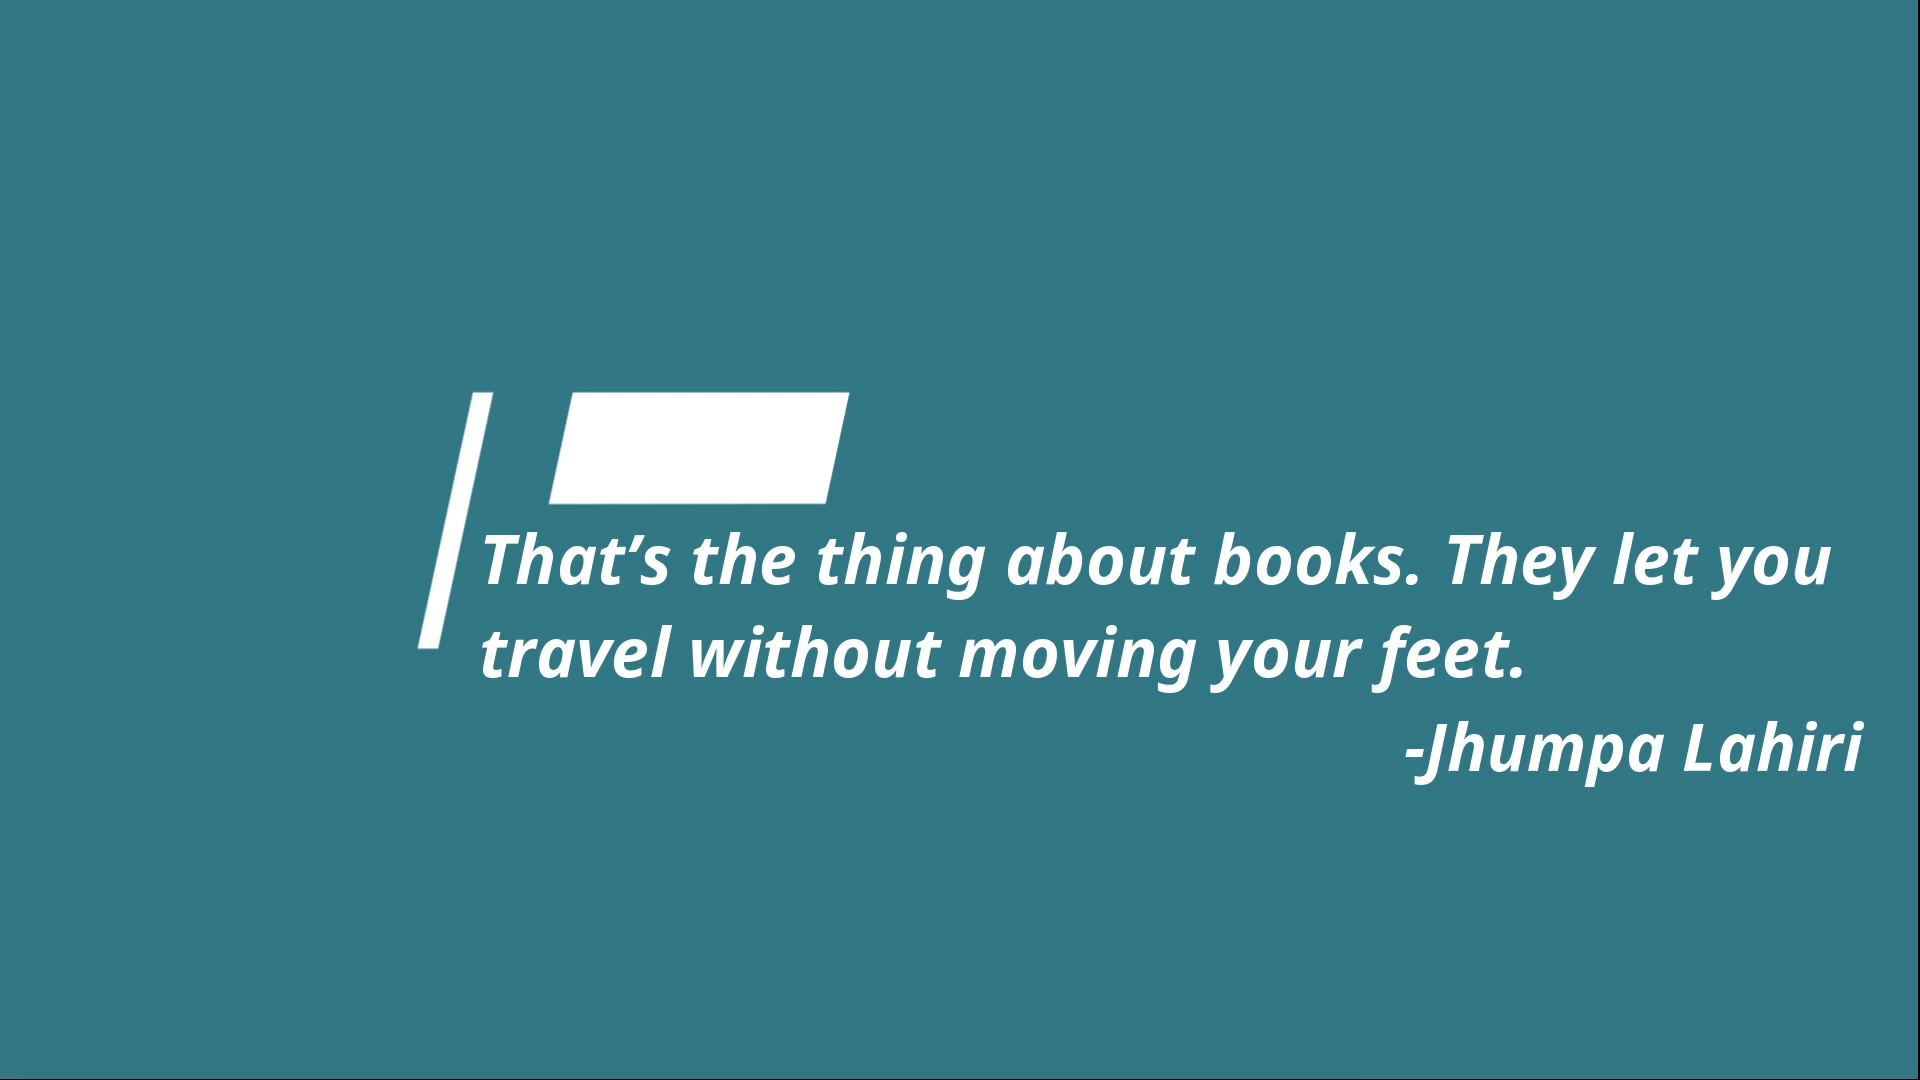 That’s the thing about books. They let you
travel without moving your feet.
-Jhumpa Lahiri